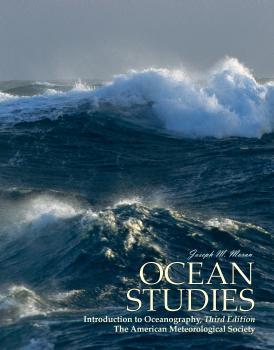 Joseph M. Moran
OCEAN
STUDIES
Introduction to Oceanography, Third Edition
The American Meteorological Society